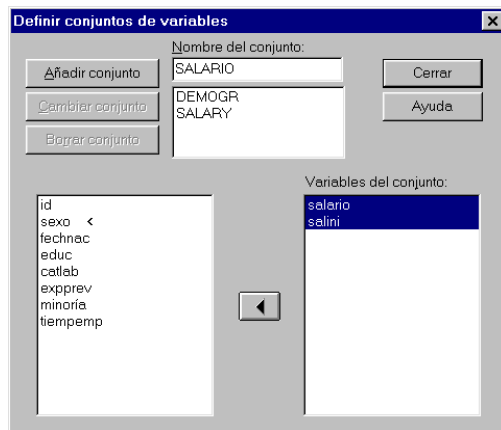 Definir conjuntos de variables
Nombre del conjunto:
Añadir conjunto
SALARIO
Cerrar
Cambiar conjunto
DEMOGR
SALARY
Ayuda
Borrar conjunto
Variables del conjunto:
id
sexo <
fechnac
educ
catlab
expprev
minoría
tiempemp
salario
salini